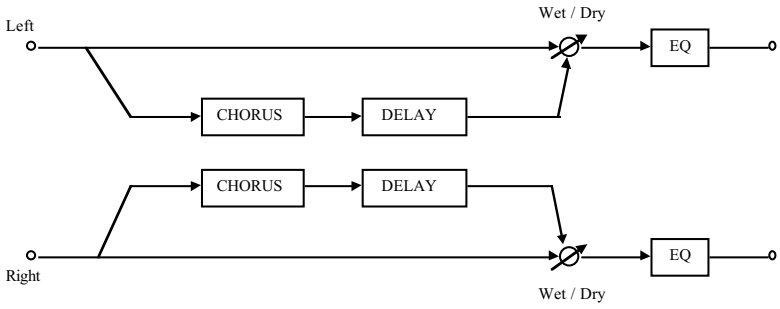 Wet / Dry
Left
EQ
CHORUS
DELAY
CHORUS
DELAY
EQ
Right
Wet / Dry